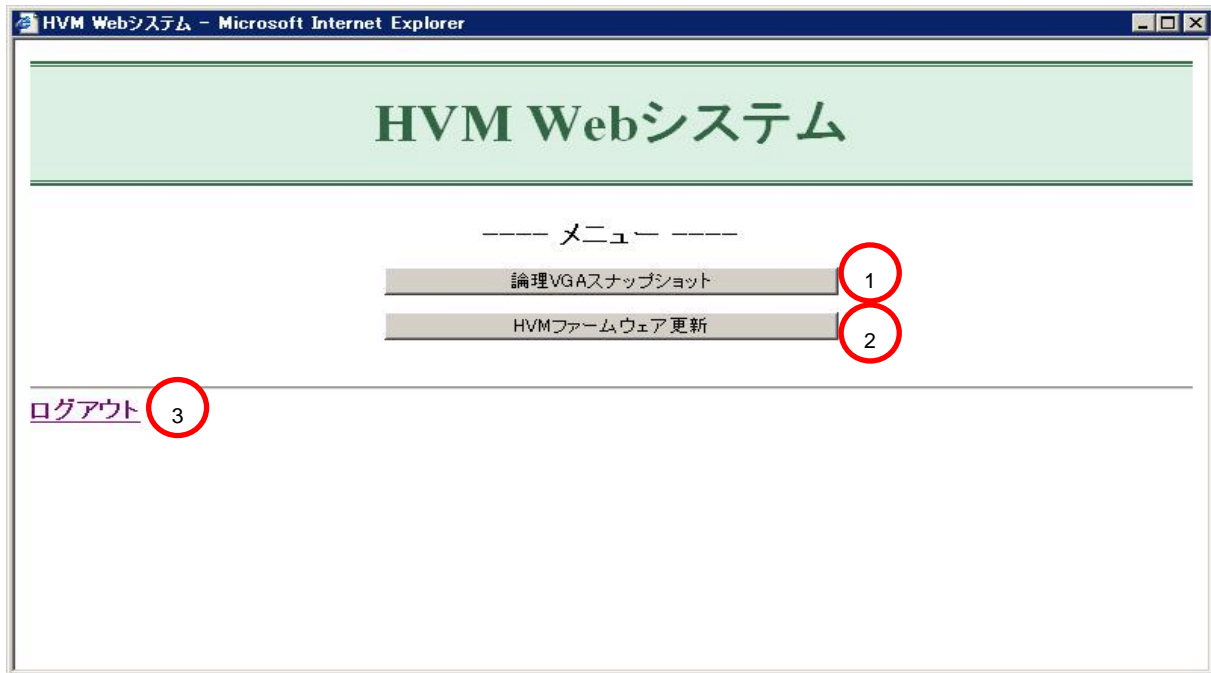 HVM Webシステム - Microsoft Internet Explorer
HVM Webシステム
---- メニュー ----
論理VGAスナップショット 1
HVMファームウェア更新 2
ログアウト 3